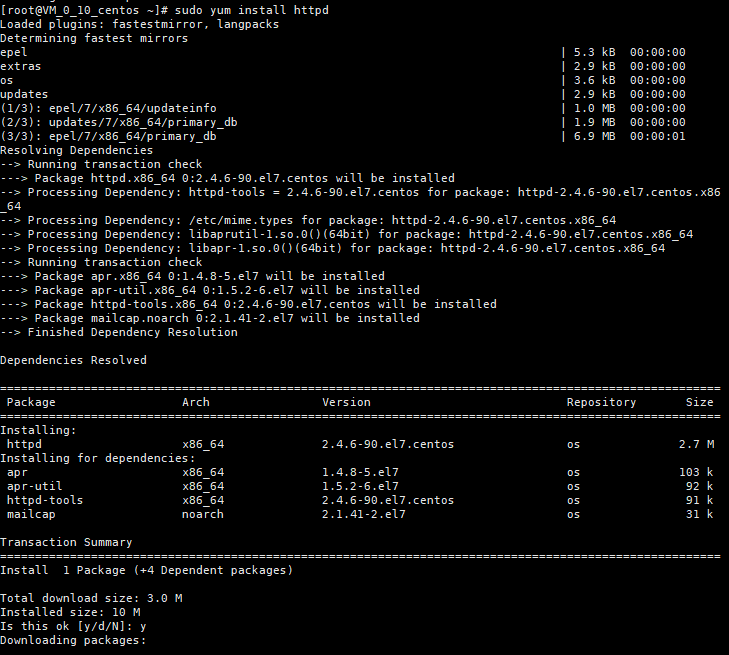 [root@VM_0_10_centos ~]# sudo yum install httpd
Loaded plugins: fastestmirror, langpacks
Determining fastest mirrors
epel | 5.3 kB 00:00:00
extras | 2.9 kB 00:00:00
os | 3.6 kB 00:00:00
updates | 2.9 kB 00:00:00
(1/3): epel/7/x86_64/updateinfo | 1.0 MB 00:00:00
(2/3): updates/7/x86_64/primary_db | 1.9 MB 00:00:00
(3/3): epel/7/x86_64/primary_db | 6.9 MB 00:00:01
Resolving Dependencies
--> Running transaction check
---> Package httpd.x86_64 0:2.4.6-90.el7.centos will be installed
--> Processing Dependency: httpd-tools = 2.4.6-90.el7.centos for package: httpd-2.4.6-90.el7.centos.x86
_64
--> Processing Dependency: /etc/mime.types for package: httpd-2.4.6-90.el7.centos.x86_64
--> Processing Dependency: libaprutil-1.so.0()(64bit) for package: httpd-2.4.6-90.el7.centos.x86_64
--> Processing Dependency: libapr-1.so.0()(64bit) for package: httpd-2.4.6-90.el7.centos.x86_64
--> Running transaction check
---> Package apr.x86_64 0:1.4.8-5.el7 will be installed
---> Package apr-util.x86_64 0:1.5.2-6.el7 will be installed
---> Package httpd-tools.x86_64 0:2.4.6-90.el7.centos will be installed
---> Package mailcap.noarch 0:2.1.41-2.el7 will be installed
--> Finished Dependency Resolution
Dependencies Resolved
================================================================================
Package Arch Version Repository Size
================================================================================
Installing:
httpd x86_64 2.4.6-90.el7.centos os 2.7 M
Installing for dependencies:
apr x86_64 1.4.8-5.el7 os 103 k
apr-util x86_64 1.5.2-6.el7 os 92 k
httpd-tools x86_64 2.4.6-90.el7.centos os 91 k
mailcap noarch 2.1.41-2.el7 os 31 k
Transaction Summary
================================================================================
Install 1 Package (+4 Dependent packages)
Total download size: 3.0 M
Installed size: 10 M
Is this ok [y/d/N]: y
Downloading packages: